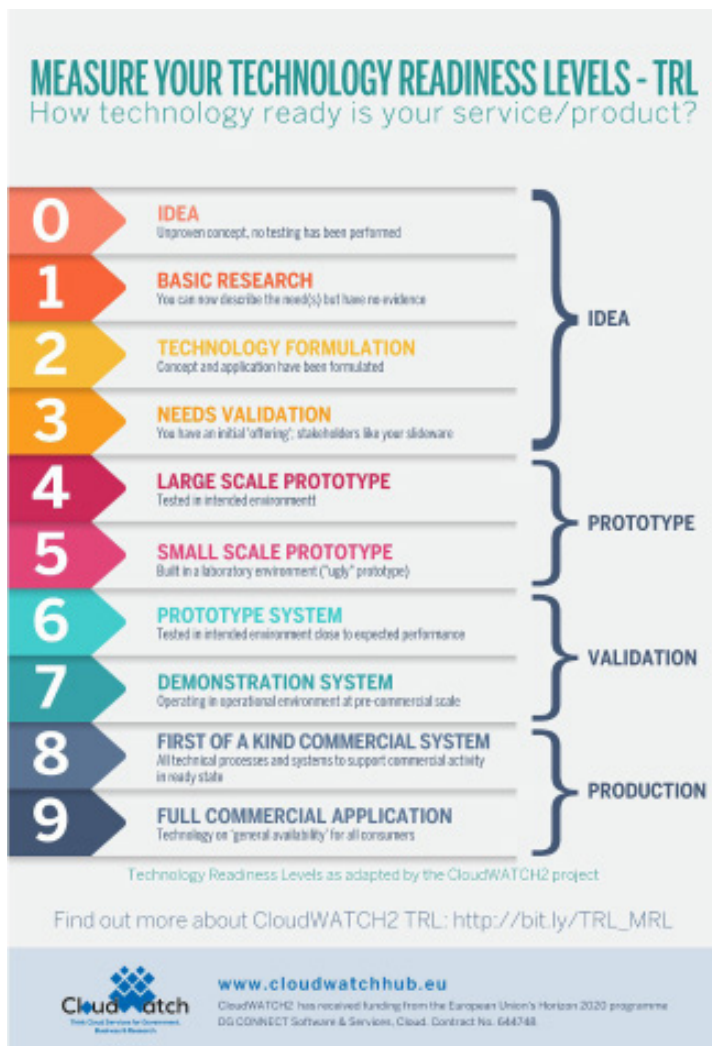 MEASURE YOUR TECHNOLOGY READINESS LEVELS - TRL
How technology ready is your service/product?
0
IDEA
Unproven concept, no testing has been performed
1
BASIC RESEARCH
You can now describe the need(s) but have no evidence
2
TECHNOLOGY FORMULATION
Concept and application have been formulated
3
NEEDS VALIDATION
You have an initial 'offering'; stakeholders like your slideware
IDEA
4
LARGE SCALE PROTOTYPE
Tested in intended environmentt
5
SMALL SCALE PROTOTYPE
Built in a laboratory environment ("ugly" prototype)
PROTOTYPE
6
PROTOTYPE SYSTEM
Tested in intended environment close to expected performance
7
DEMONSTRATION SYSTEM
Operating in operational environment at pre-commercial scale
VALIDATION
8
FIRST OF A KIND COMMERCIAL SYSTEM
All technical processes and systems to support commercial activity
in ready state
9
FULL COMMERCIAL APPLICATION
Technology on 'general availability' for all consumers
PRODUCTION
Technology Readiness Levels as adapted by the CloudWATCH2 project
Find out more about CloudWATCH2 TRL: http://bit.ly/TRL_MRL
CloudWatch
Think Cloud Services for Government,
Business & Research
www.cloudwatchhub.eu
CloudWATCH2 has received funding from the European Union's Horizon 2020 programme
DG CONNECT Software & Services, Cloud. Contract No. 644748